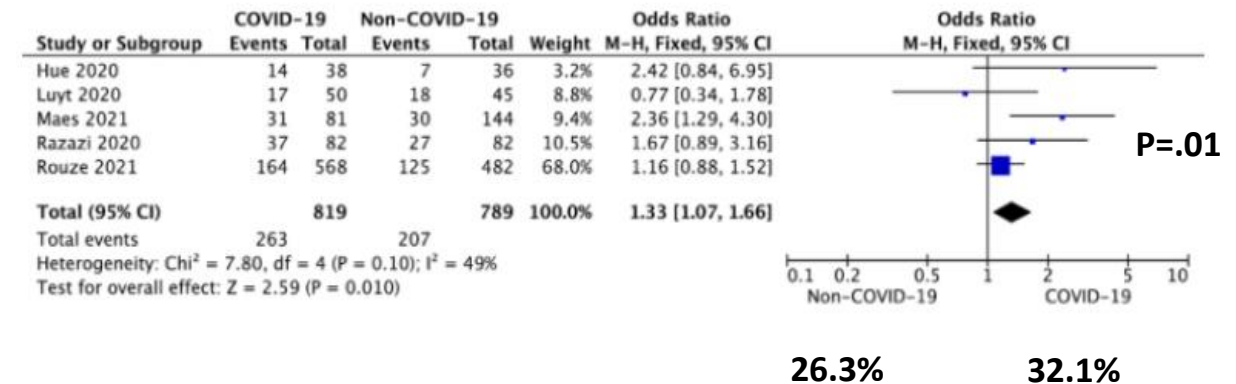 COVID-19 Non-COVID-19 Odds Ratio Odds Ratio
Study or Subgroup Events Total Events Total Weight M-H, Fixed, 95% CI M-H, Fixed, 95% CI
Hue 2020 14 38 7 36 3.2% 2.42 [0.84, 6.95]
Luyt 2020 17 50 18 45 8.8% 0.77 [0.34, 1.78]
Maes 2021 31 81 30 144 9.4% 2.36 [1.29, 4.30]
Razazi 2020 37 82 27 82 10.5% 1.67 [0.89, 3.16]
P=.01
Rouze 2021 164 568 125 482 68.0% 1.16 [0.88, 1.52]
Total (95% CI) 819 789 100.0% 1.33 [1.07, 1.66]
Total events 263 207
Heterogeneity: Chi² = 7.80, df = 4 (P = 0.10); I² = 49%
Test for overall effect: Z = 2.59 (P = 0.010)
0.1 0.2 0.5 1 2 5 10
Non-COVID-19 COVID-19
26.3% 32.1%